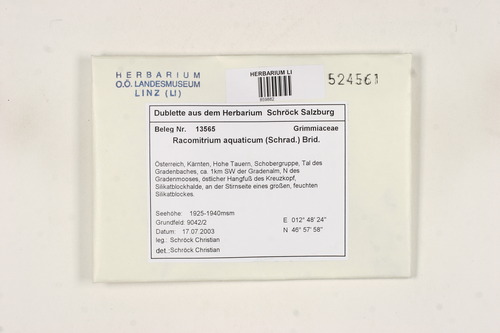 HERBARIUM
O.Ö. LANDESMUSEUM
LINZ (LI)
HERBARIUM LI
524561
Dublette aus dem Herbarium Schröck Salzburg
Beleg Nr. 13565 Grimmiaceae
Racomitrium aquaticum (Schrad.) Brid.
Österreich, Kärnten, Hohe Tauern, Schobergruppe, Tal des
Gradenbaches, ca. 1km SW der Gradenalm, N des
Gradenmooses, östlicher Hangfuß des Kreuzkopf,
Silikatblockhalde, an der Stirnseite eines großen, feuchten
Silikatblockes.
Seehöhe: 1925-1940msm
Grundfeld: 9042/2 E 012° 48' 24"
Datum: 17.07.2003 N 46° 57' 58"
leg.: Schröck Christian
det.: Schröck Christian